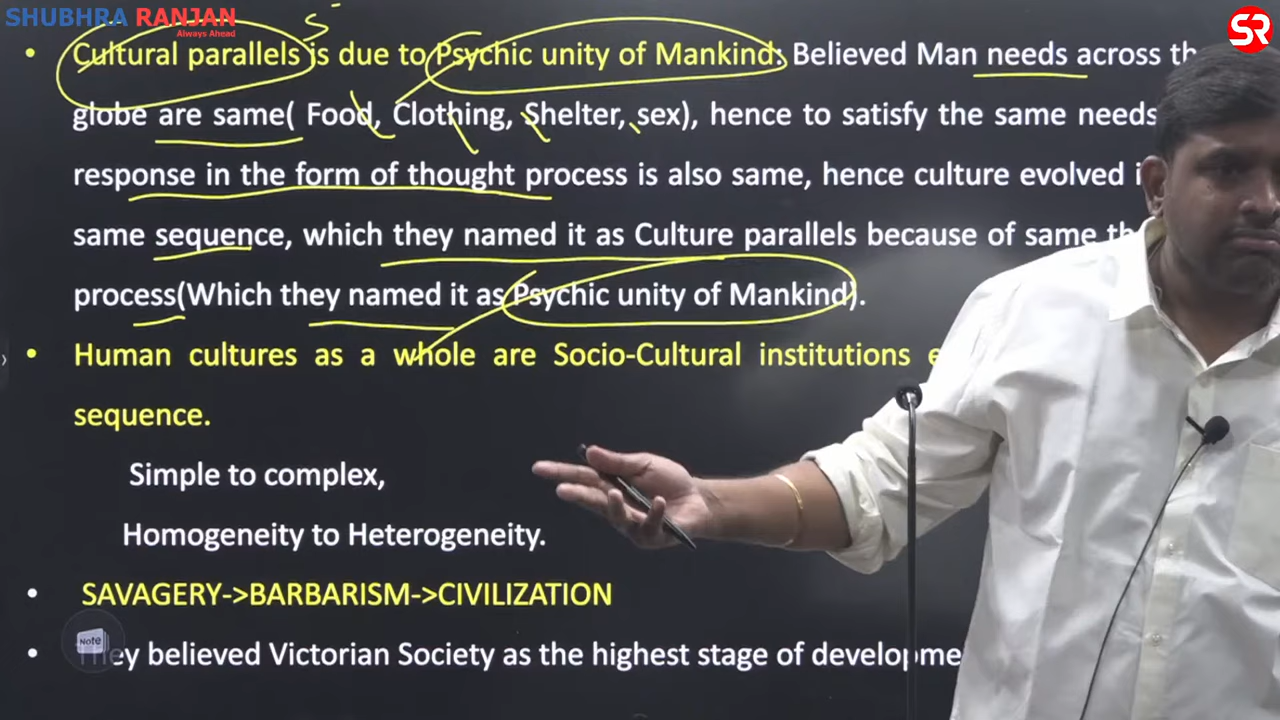 SHUBHRA RANJAN
Always Ahead
SR
S
• Cultural parallels is due to Psychic unity of Mankind: Believed Man needs across
globe are same( Food, Clothing, Shelter, sex), hence to satisfy the same needs
response in the form of thought process is also same, hence culture evolved
same sequence, which they named it as Culture parallels because of same
process(Which they named it as Psychic unity of Mankind).
• Human cultures as a whole are Socio-Cultural institutions
sequence.
Simple to complex,
Homogeneity to Heterogeneity.
• SAVAGERY->BARBARISM->CIVILIZATION
Note
• They believed Victorian Society as the highest stage of